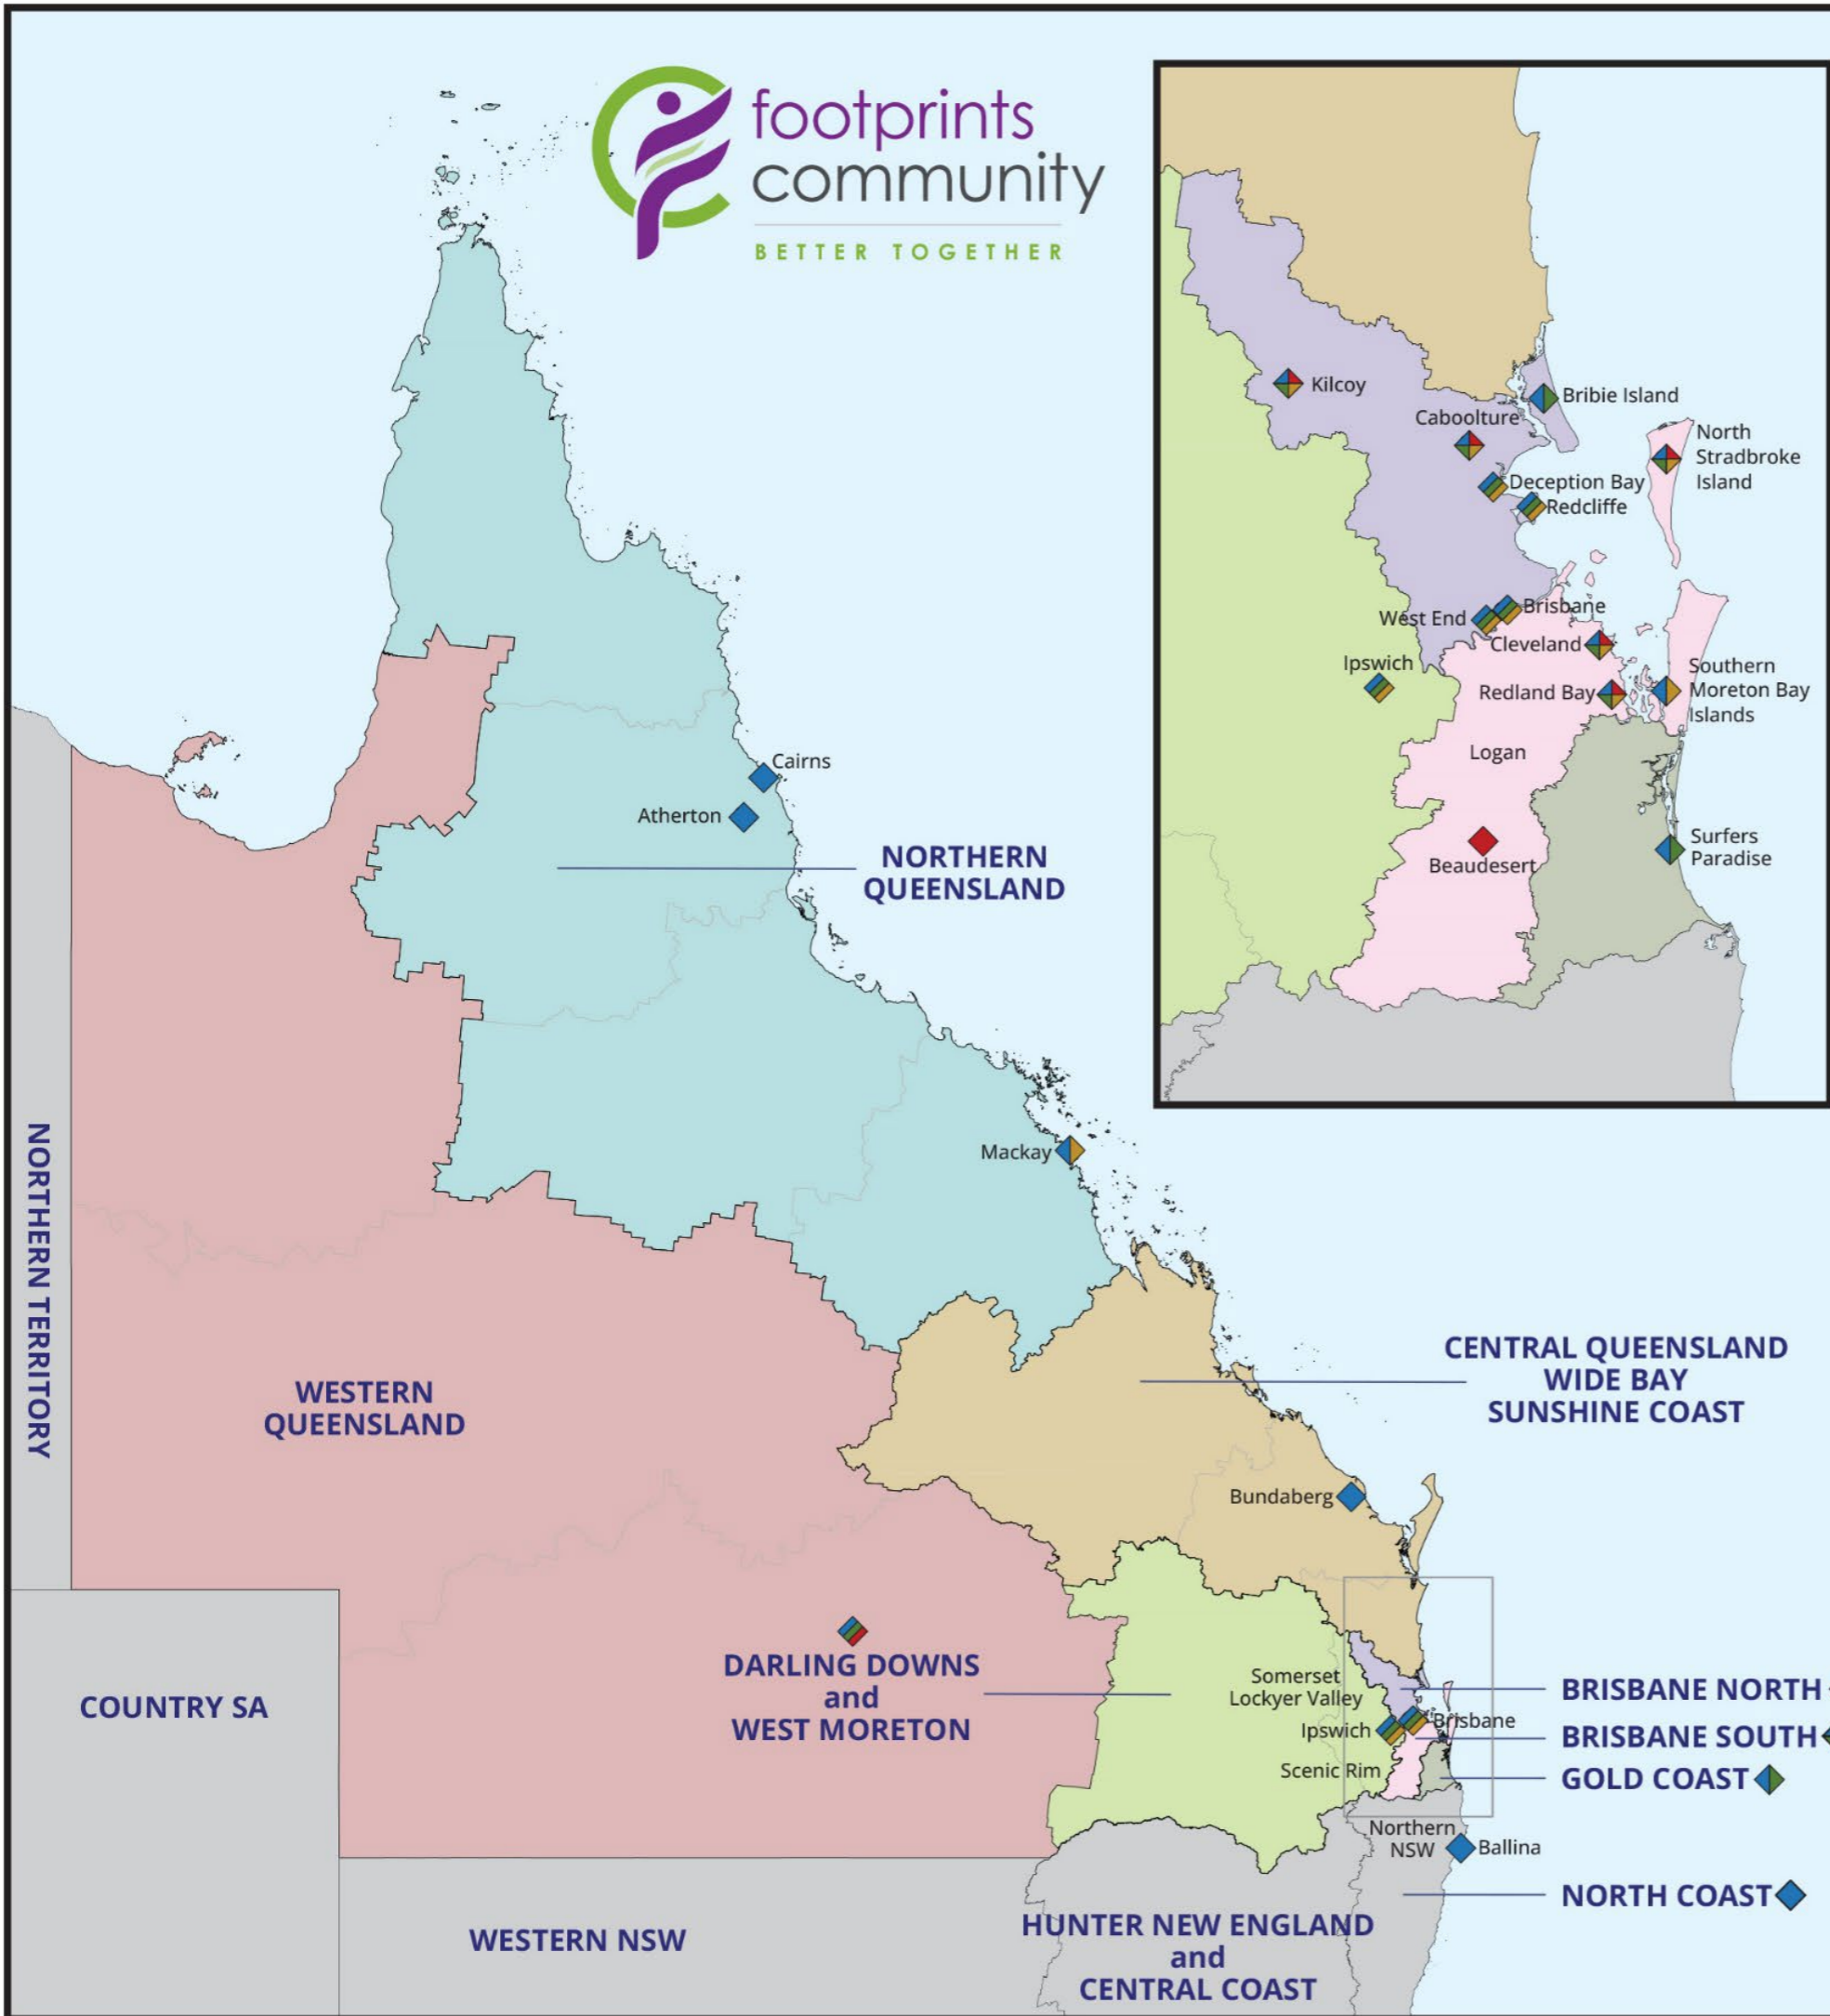 footprints
community
BETTER TOGETHER
Kilcoy
Bribie Island
Caboolture
North
Stradbroke
Island
Deception Bay
Redcliffe
Brisbane
West End
Cleveland
Ipswich
Southern
Moreton Bay
Islands
Redland Bay
Logan
Surfers
Paradise
Beaudesert
Cairns
Atherton
NORTHERN
QUEENSLAND
Mackay
NORTHERN TERRITORY
WESTERN
QUEENSLAND
CENTRAL QUEENSLAND
WIDE BAY
SUNSHINE COAST
Bundaberg
DARLING DOWNS
and
WEST MORETON
Somerset
Lockyer Valley
Ipswich
Brisbane
Scenic Rim
COUNTRY SA
BRISBANE NORTH
BRISBANE SOUTH
GOLD COAST
Northern
NSW
Ballina
NORTH COAST
WESTERN NSW
HUNTER NEW ENGLAND
and
CENTRAL COAST